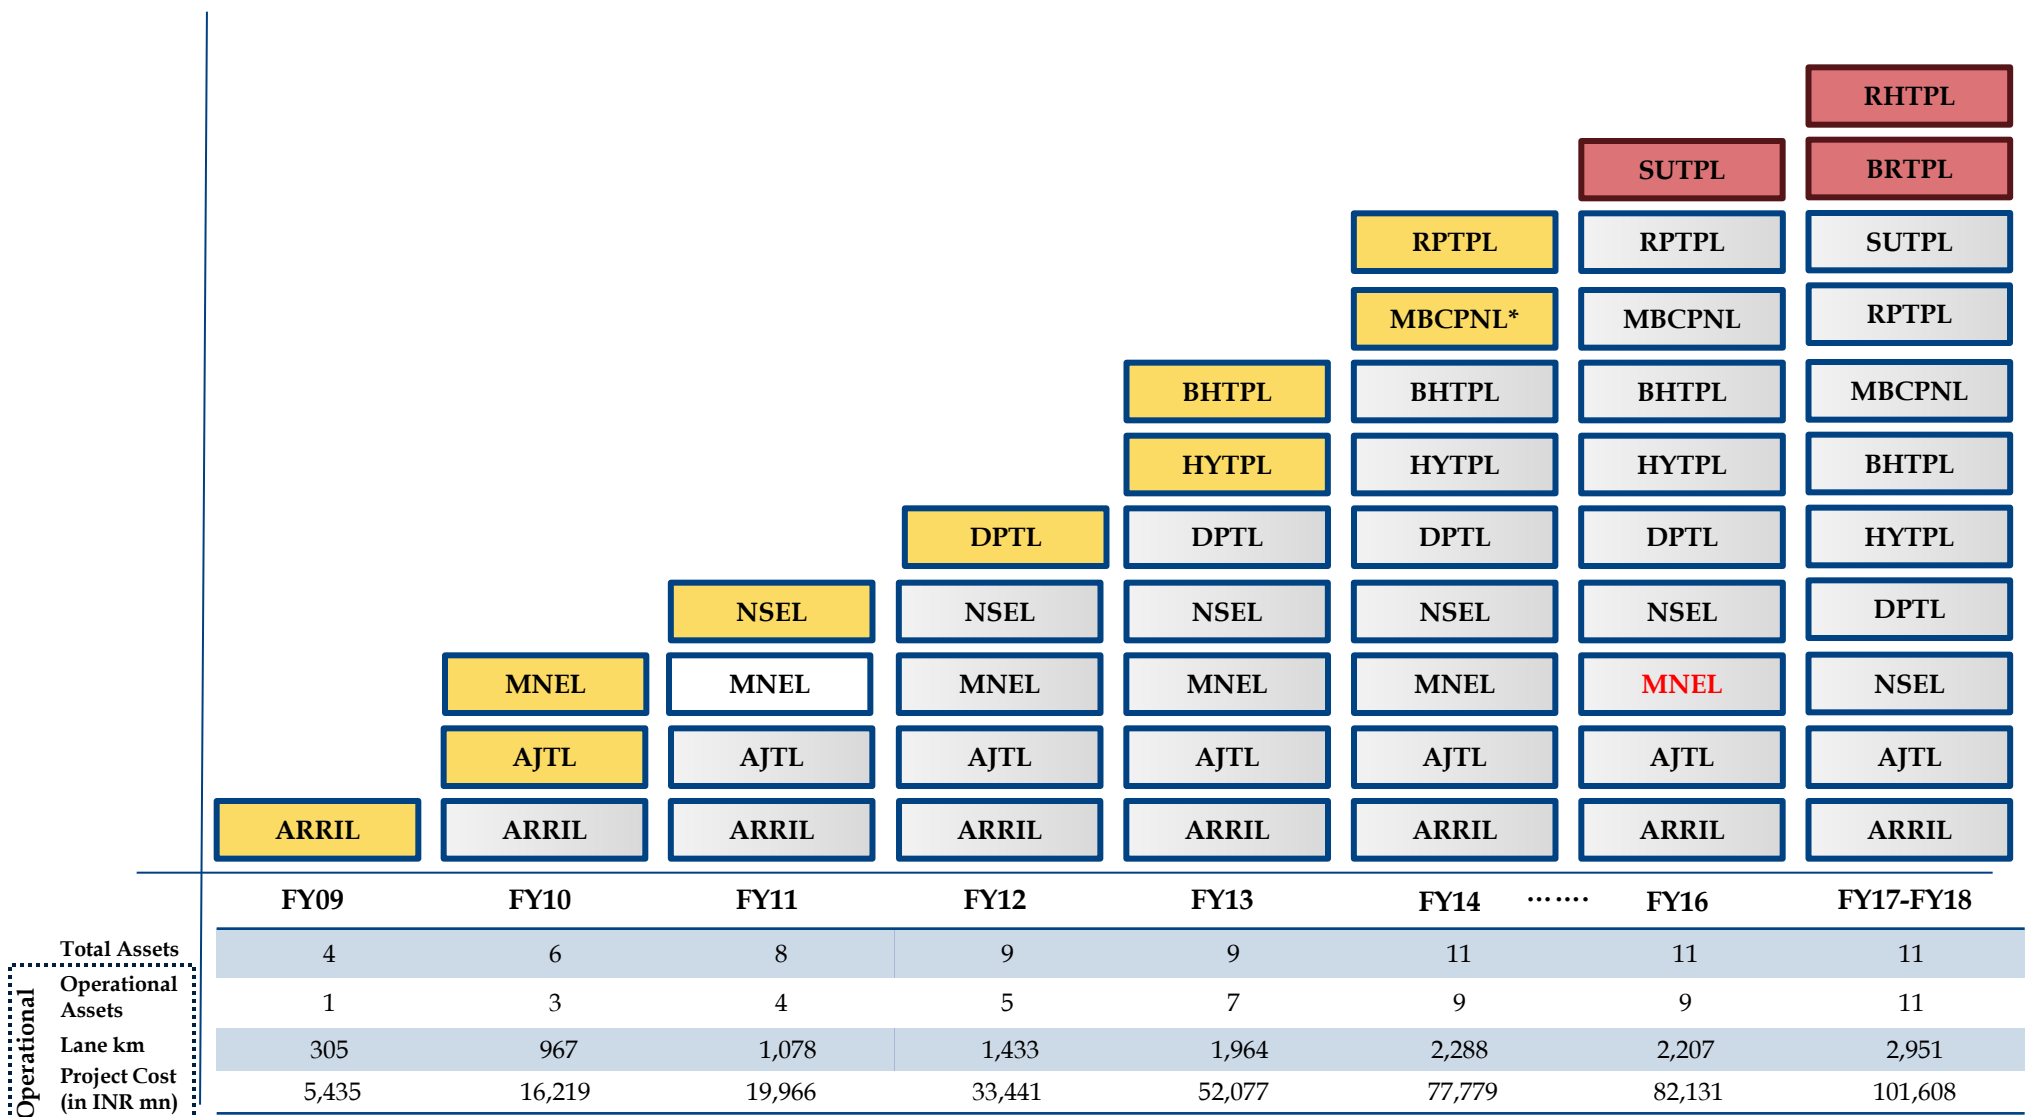 RHTPL
SUTPL BRTPL
RPTPL RPTPL SUTPL
MBCPNL* MBCPNL RPTPL
BHTPL BHTPL BHTPL MBCPNL
HYTPL HYTPL HYTPL BHTPL
DPTL DPTL DPTL DPTL HYTPL
NSEL NSEL NSEL NSEL NSEL DPTL
MNEL MNEL MNEL MNEL MNEL MNEL NSEL
AJTL AJTL AJTL AJTL AJTL AJTL AJTL
ARRIL ARRIL ARRIL ARRIL ARRIL ARRIL ARRIL ARRIL
FY09 FY10 FY11 FY12 FY13 FY14 ....... FY16 FY17-FY18
Total Assets 4 6 8 9 9 11 11 11
Operational
Operational
Assets 1 3 4 5 7 9 9 11
Lane km 305 967 1,078 1,433 1,964 2,288 2,207 2,951
Project Cost
(in INR mn) 5,435 16,219 19,966 33,441 52,077 77,779 82,131 101,608